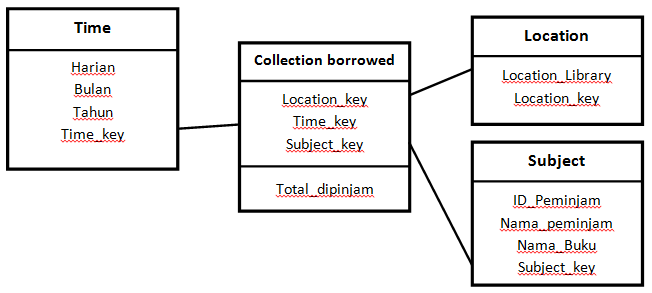 Time
Harian
Bulan
Tahun
Time_key
Collection borrowed
Location_key
Time_key
Subject_key
Total_dipinjam
Location
Location_Library
Location_key
Subject
ID_Peminjam
Nama_peminjam
Nama_Buku
Subject_key